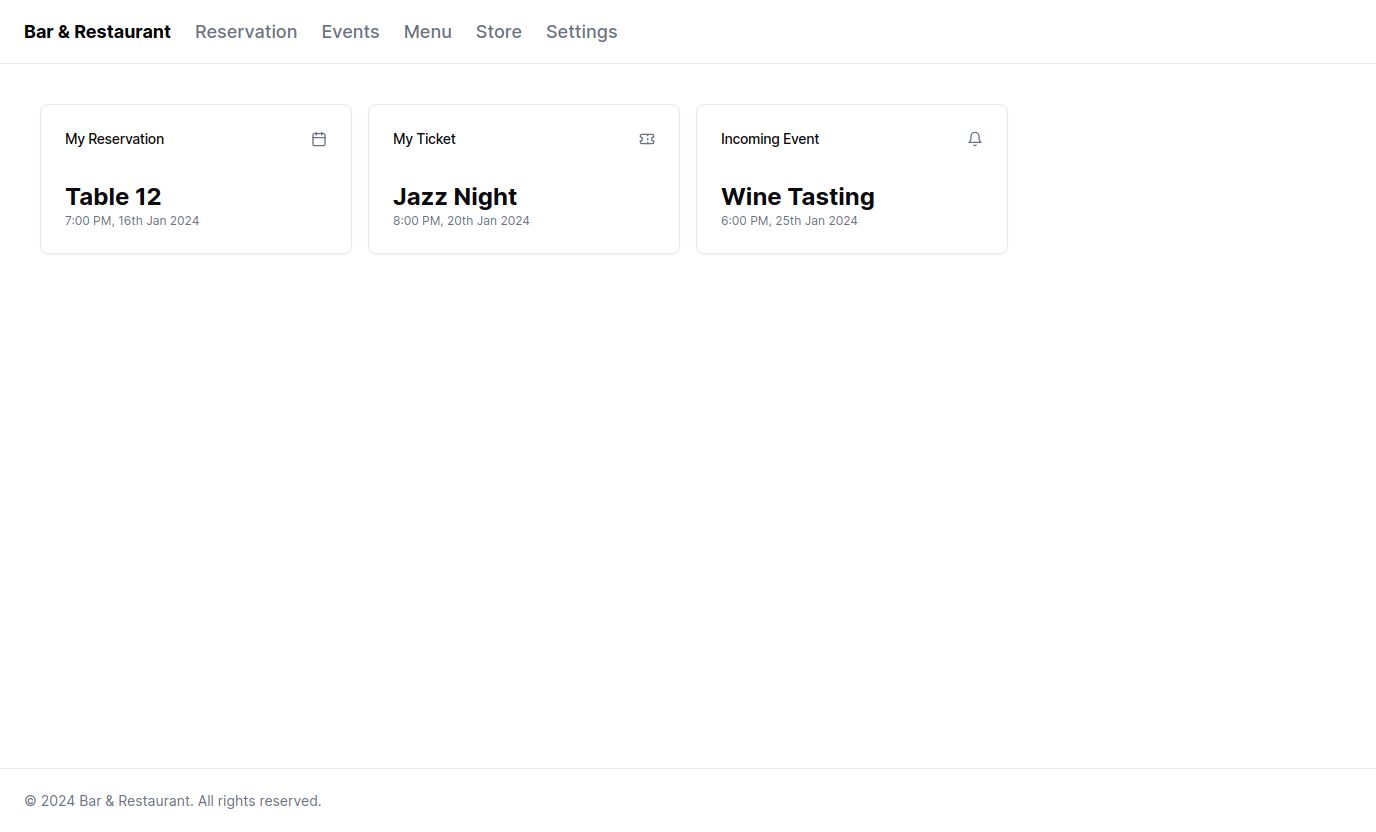 Bar & Restaurant Reservation Events Menu Store Settings
My Reservation
Table 12
7:00 PM, 16th Jan 2024
My Ticket
Jazz Night
8:00 PM, 20th Jan 2024
Incoming Event
Wine Tasting
6:00 PM, 25th Jan 2024
© 2024 Bar & Restaurant. All rights reserved.